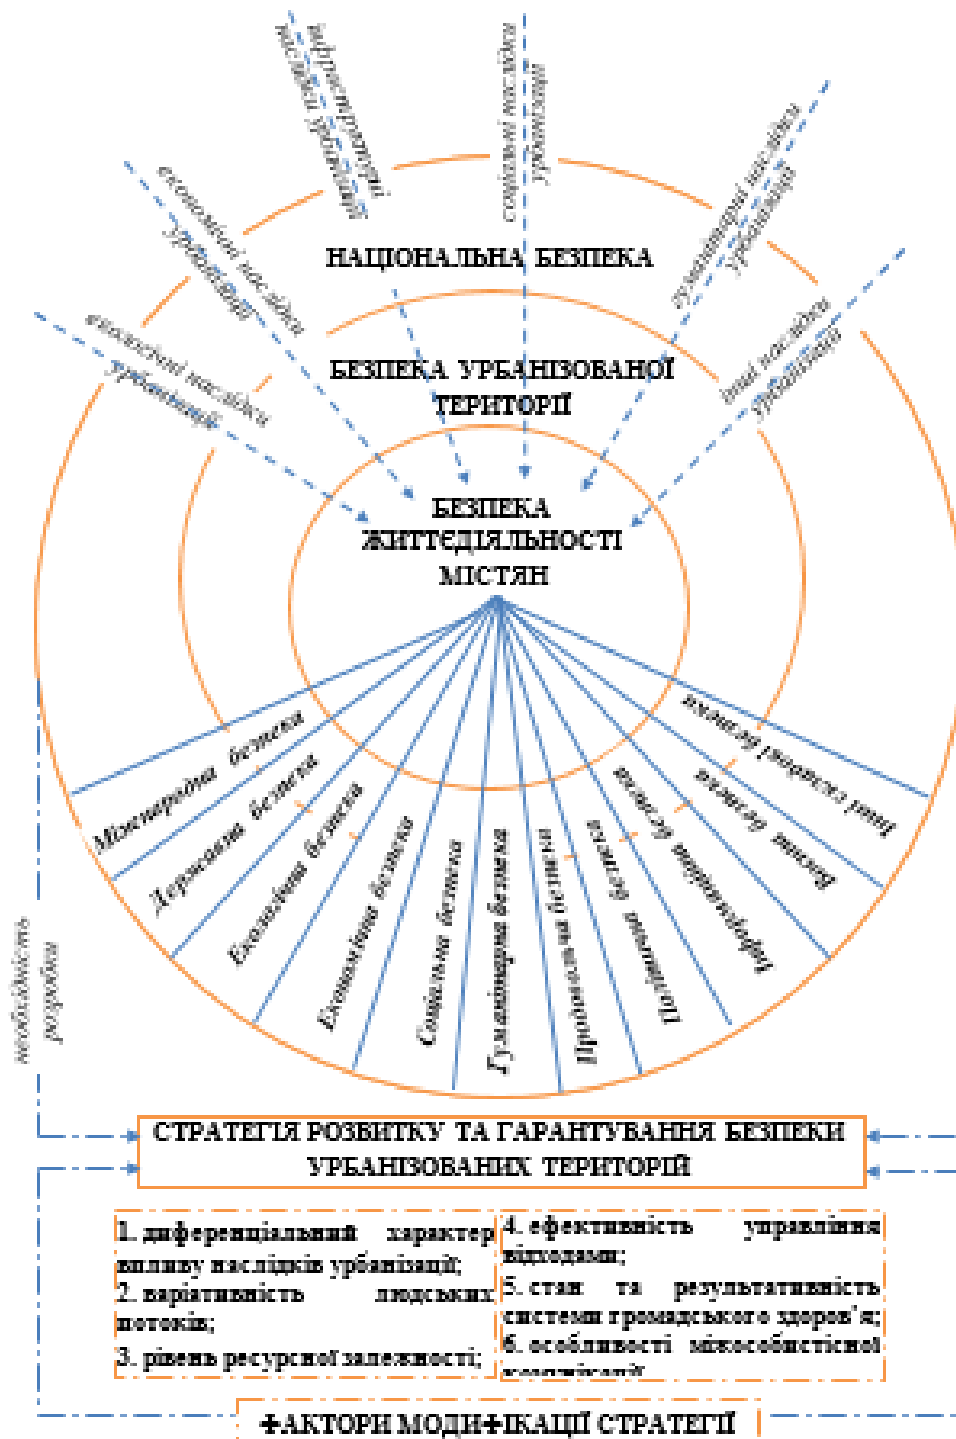 інфраструктурні
наслідки урбанізації
соціальні наслідки
урбанізації
економічні наслідки
урбанізації
гуманітарні наслідки
урбанізації
екологічні наслідки
урбанізації
інші наслідки
урбанізації
НАЦІОНАЛЬНА БЕЗПЕКА
БЕЗПЕКА УРБАНІЗОВАНОЇ
ТЕРИТОРІЇ
БЕЗПЕКА
ЖИТТЄДІЯЛЬНОСТІ
МІСТЯН
Міжнародна безпека
Державна безпека
Екологічна безпека
Економічна безпека
Соціальна безпека
Гуманітарна безпека
Продовольча безпека
Політична безпека
Інформаційна безпека
Воєнна безпека
Інші складові безпеки
необхідність
розробки
СТРАТЕГІЯ РОЗВИТКУ ТА ГАРАНТУВАННЯ БЕЗПЕКИ
УРБАНІЗОВАНИХ ТЕРИТОРІЙ
1. диференціальний характер
впливу наслідків урбанізації;
2. варіативність людських
потоків;
3. рівень ресурсної залежності;
4. ефективність управління
відходами;
5. стан та результативність
системи громадського здоров'я;
6. особливості міжособистісної
комунікації
ФАКТОРИ МОДИФІКАЦІЇ СТРАТЕГІЇ